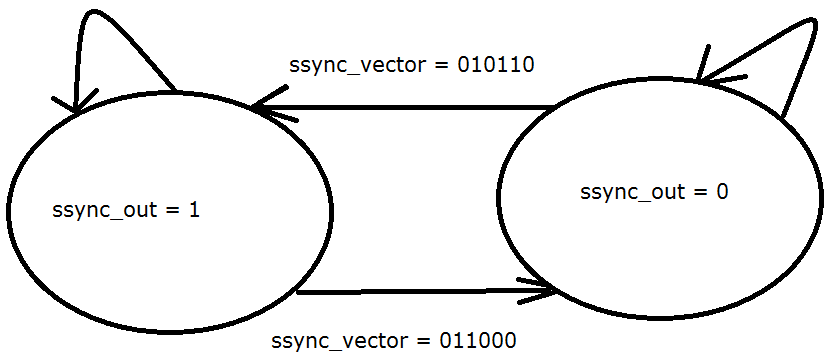 ssync_vector = 010110
ssync_out = 1
ssync_out = 0
ssync_vector = 011000